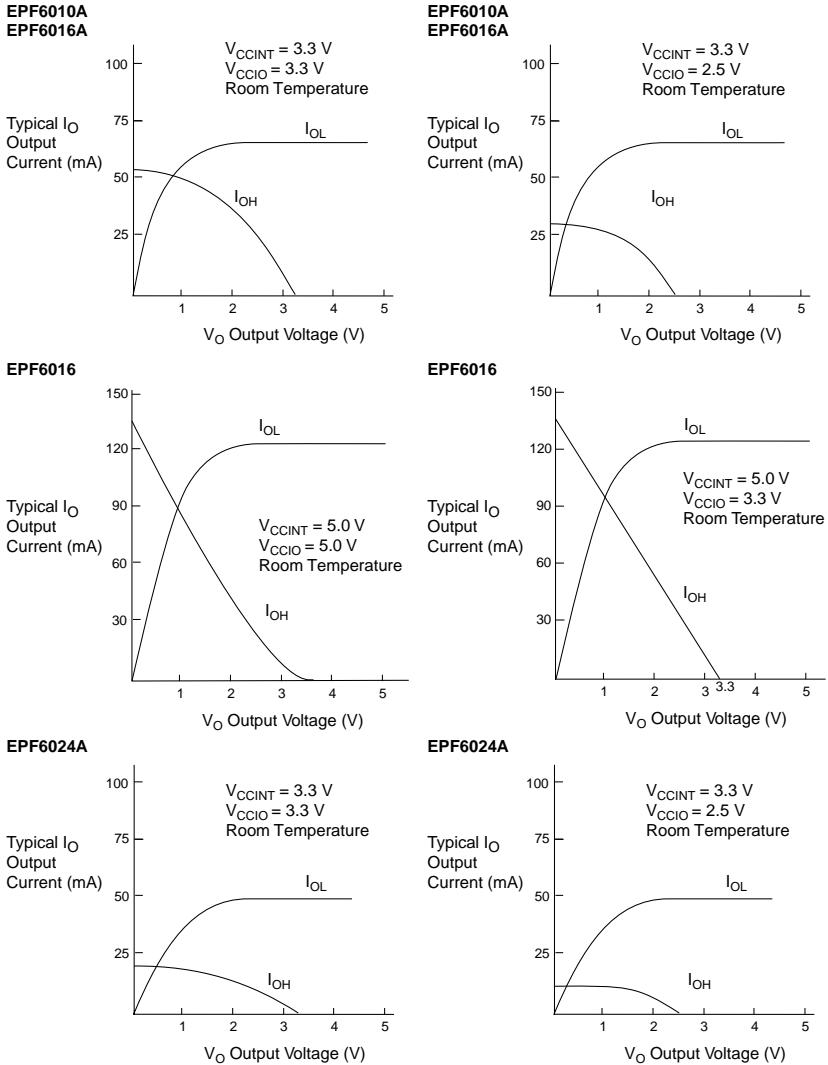 EPF6010A
EPF6016A
VCCINT = 3.3 V
VCCIO = 3.3 V
Room Temperature
100
75
50
25
Typical IO
Output
Current (mA)
IOL
IOH
1 2 3 4 5
VO Output Voltage (V)
EPF6010A
EPF6016A
VCCINT = 3.3 V
VCCIO = 2.5 V
Room Temperature
100
75
50
25
Typical IO
Output
Current (mA)
IOL
IOH
1 2 3 4 5
VO Output Voltage (V)
EPF6016
150
120
90
60
30
Typical IO
Output
Current (mA)
IOL
VCCINT = 5.0 V
VCCIO = 5.0 V
Room Temperature
IOH
1 2 3 4 5
VO Output Voltage (V)
EPF6016
150
120
90
60
30
Typical IO
Output
Current (mA)
IOL
VCCINT = 5.0 V
VCCIO = 3.3 V
Room Temperature
IOH
1 2 3 3.3 4 5
VO Output Voltage (V)
EPF6024A
VCCINT = 3.3 V
VCCIO = 3.3 V
Room Temperature
100
75
50
25
Typical IO
Output
Current (mA)
IOL
IOH
1 2 3 4 5
VO Output Voltage (V)
EPF6024A
VCCINT = 3.3 V
VCCIO = 2.5 V
Room Temperature
100
75
50
25
Typical IO
Output
Current (mA)
IOL
IOH
1 2 3 4 5
VO Output Voltage (V)